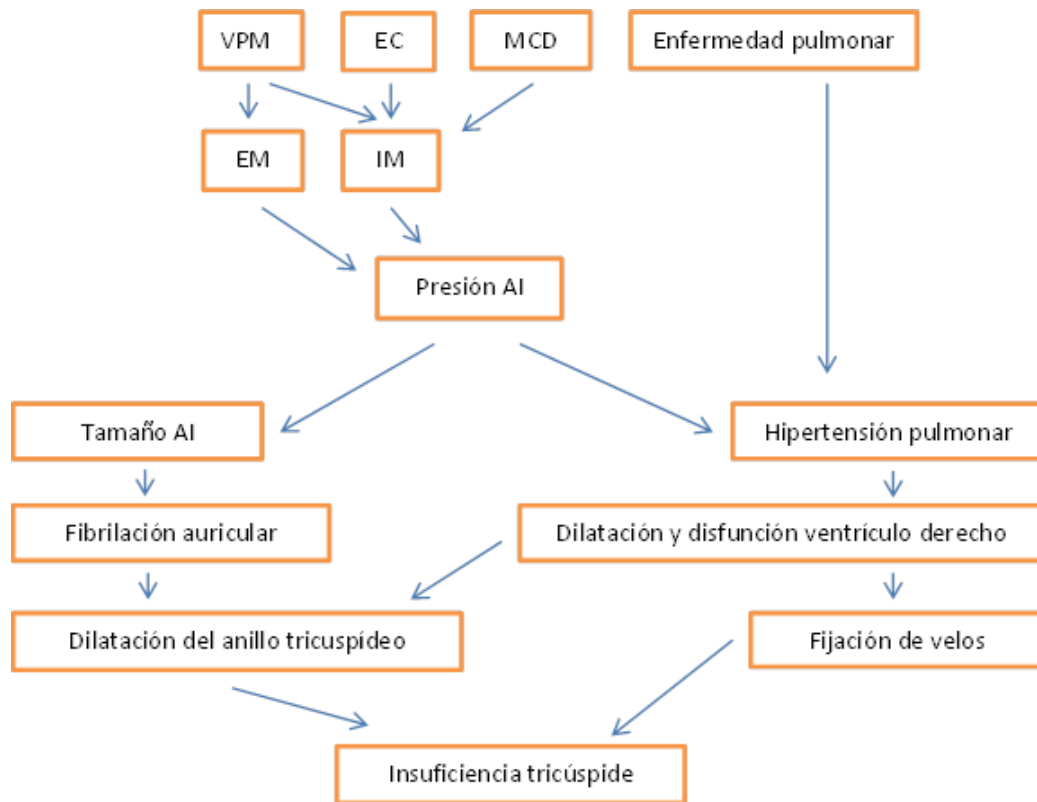 VPM
EC
MCD
Enfermedad pulmonar
EM
IM
Presión AI
Tamaño AI
Hipertensión pulmonar
Fibrilación auricular
Dilatación y disfunción ventrículo derecho
Dilatación del anillo tricuspídeo
Fijación de velos
Insuficiencia tricúspide